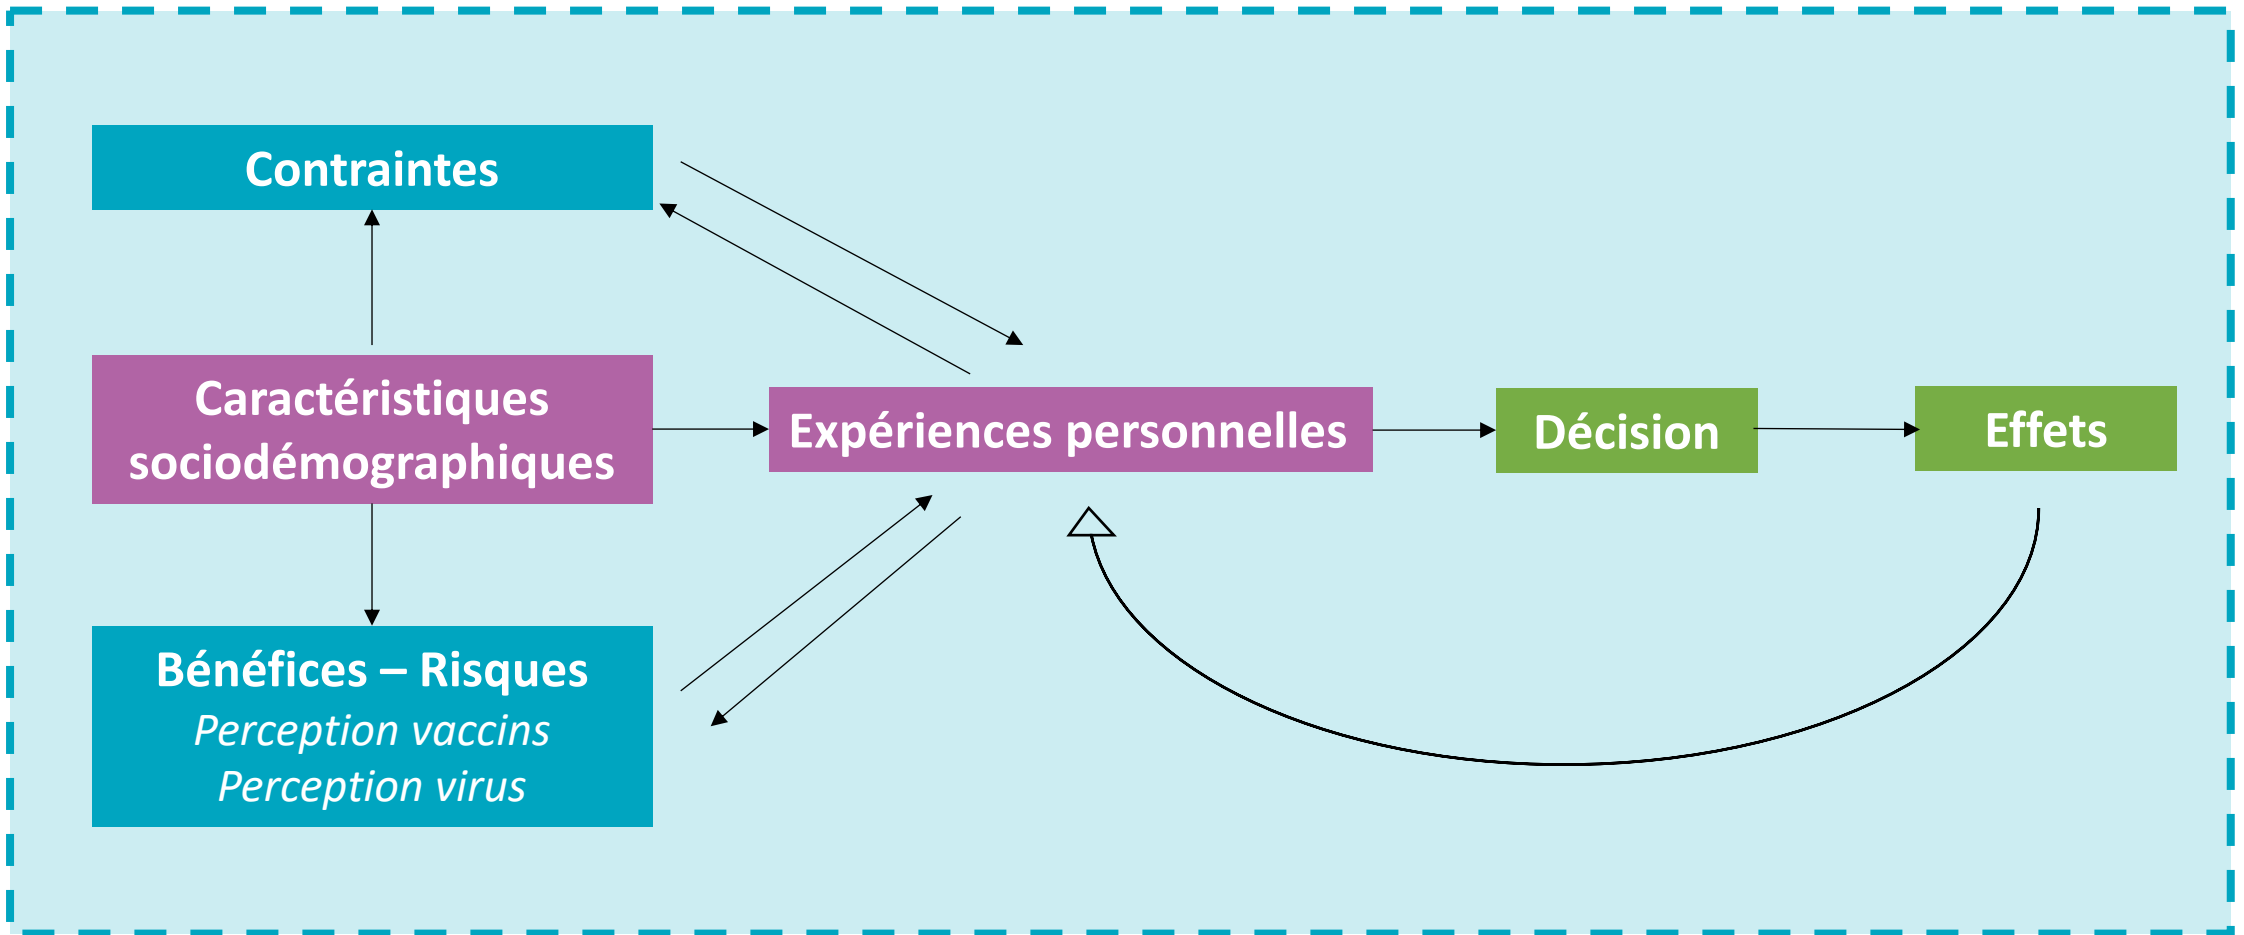 Contraintes
Caractéristiques
sociodémographiques
Expériences personnelles
Décision
Effets
Bénéfices – Risques
Perception vaccins
Perception virus